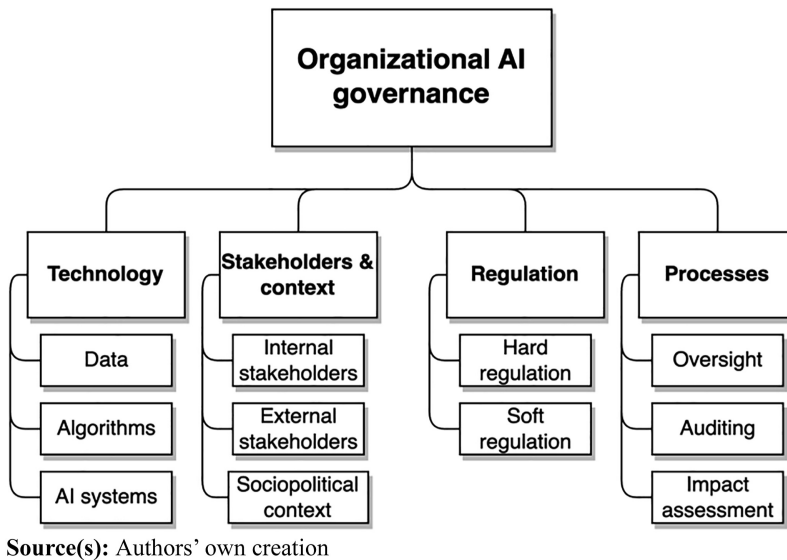 Organizational AI
governance
Technology
Stakeholders &
context
Regulation
Processes
Data
Internal
stakeholders
Hard
regulation
Oversight
Algorithms
External
stakeholders
Soft
regulation
Auditing
AI systems
Sociopolitical
context
Impact
assessment
Source(s): Authors’ own creation